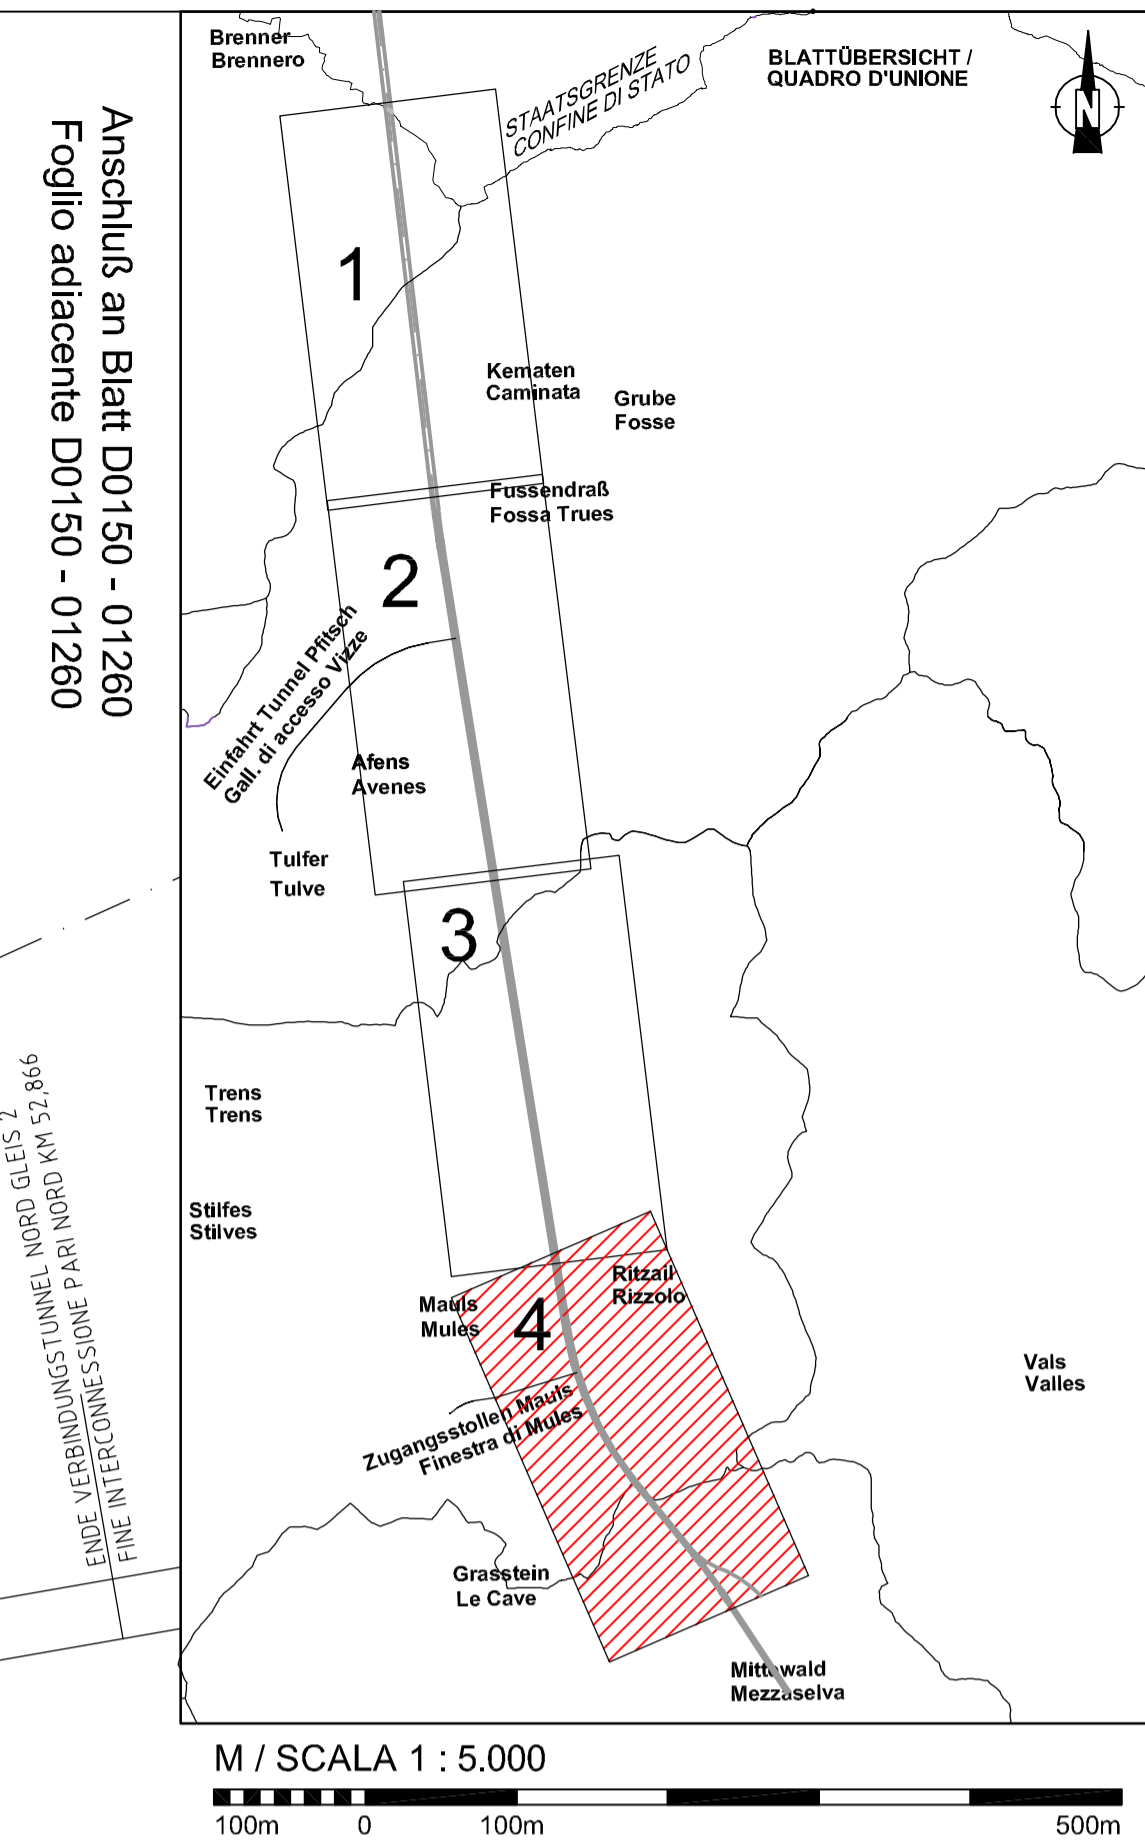 Brenner
Brennero
STAATSGRENZE
CONFINE DI STATO
BLATTÜBERSICHT /
QUADRO D'UNIONE
N
Anschluß an Blatt D0150 - 01260
Foglio adiacente D0150 - 01260
1
Kematen
Caminata
Grube
Fosse
Fussendraß
Fossa Trues
2
Einfahrt Tunnel Pfitsch
Gall. di accesso Vizze
Afens
Avenes
Tulfer
Tulve
3
Trens
Trens
Stilfes
Stilves
ENDE VERBINDUNGSTUNNEL NORD GLEIS 2
FINE INTERCONNESSIONE PARI NORD KM 52,866
Ritzail
Rizzolo
Mauls
Mules
4
Vals
Valles
Zugangsstollen Mauls
Finestra di Mules
Grasstein
Le Cave
Mittewald
Mezzaselva
M / SCALA 1 : 5.000
100m 0 100m 500m